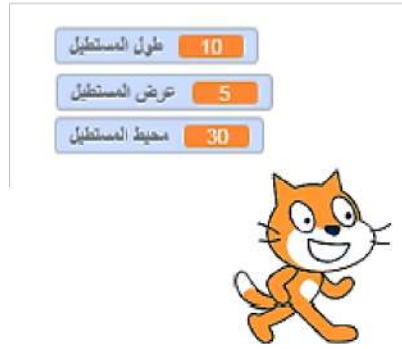 طول المستطيل 10
عرض المستطيل 5
محيط المستطيل 30